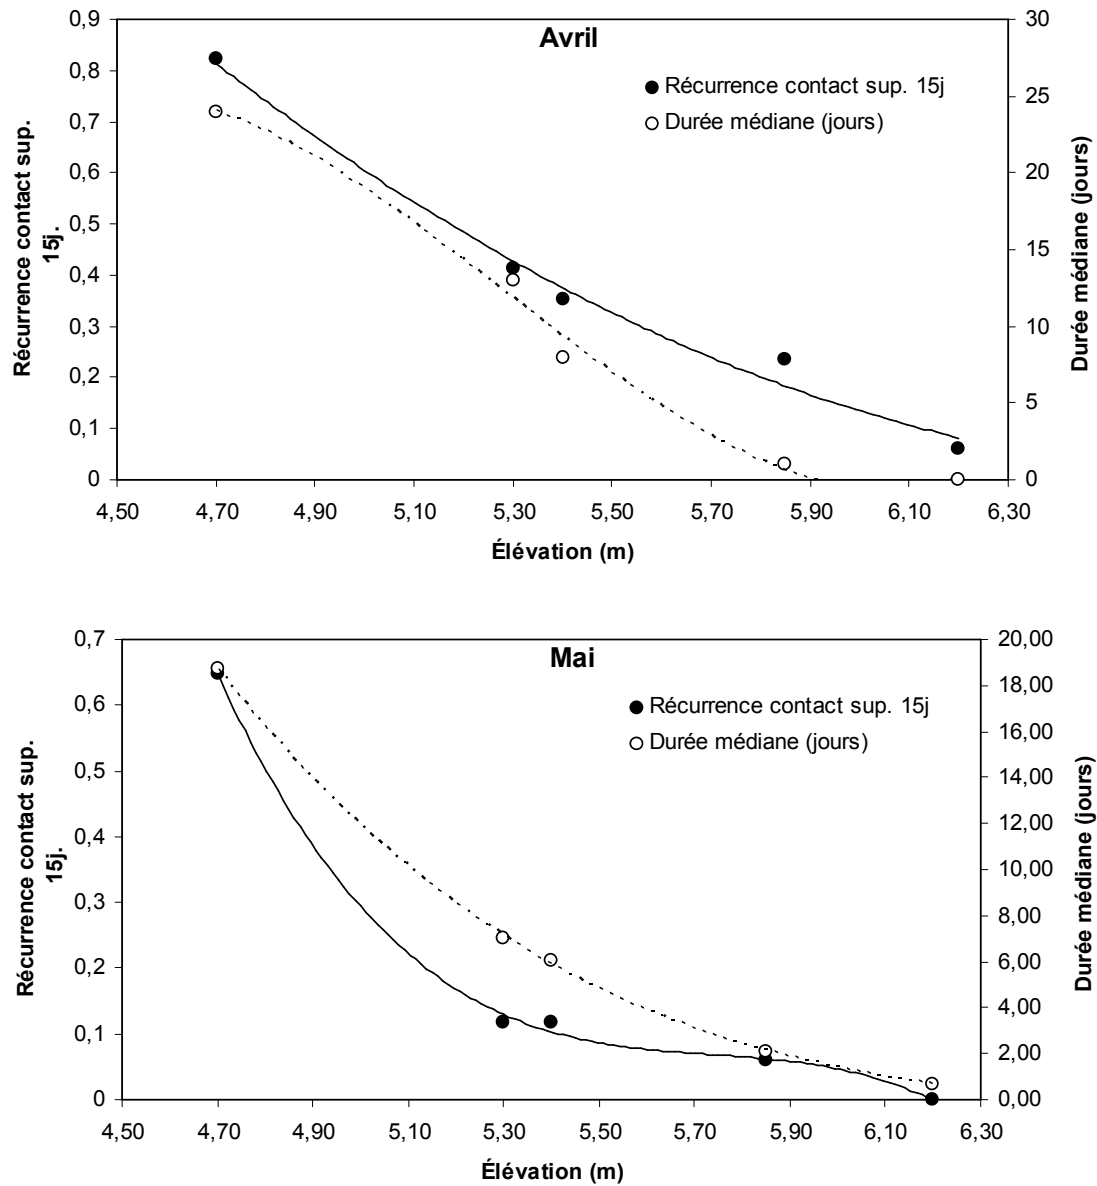 Avril
Récurrence contact sup. 15j
Durée médiane (jours)
0,9
0,8
0,7
0,6
0,5
0,4
0,3
0,2
0,1
0
Récurrence contact sup.
15j.
30
25
20
15
10
5
0
Durée médiane (jours)
4,50 4,70 4,90 5,10 5,30 5,50 5,70 5,90 6,10 6,30
Élévation (m)
Mai
Récurrence contact sup. 15j
Durée médiane (jours)
0,7
0,6
0,5
0,4
0,3
0,2
0,1
0
Récurrence contact sup.
15j.
20,00
18,00
16,00
14,00
12,00
10,00
8,00
6,00
4,00
2,00
0,00
Durée médiane (jours)
4,50 4,70 4,90 5,10 5,30 5,50 5,70 5,90 6,10 6,30
Élévation (m)